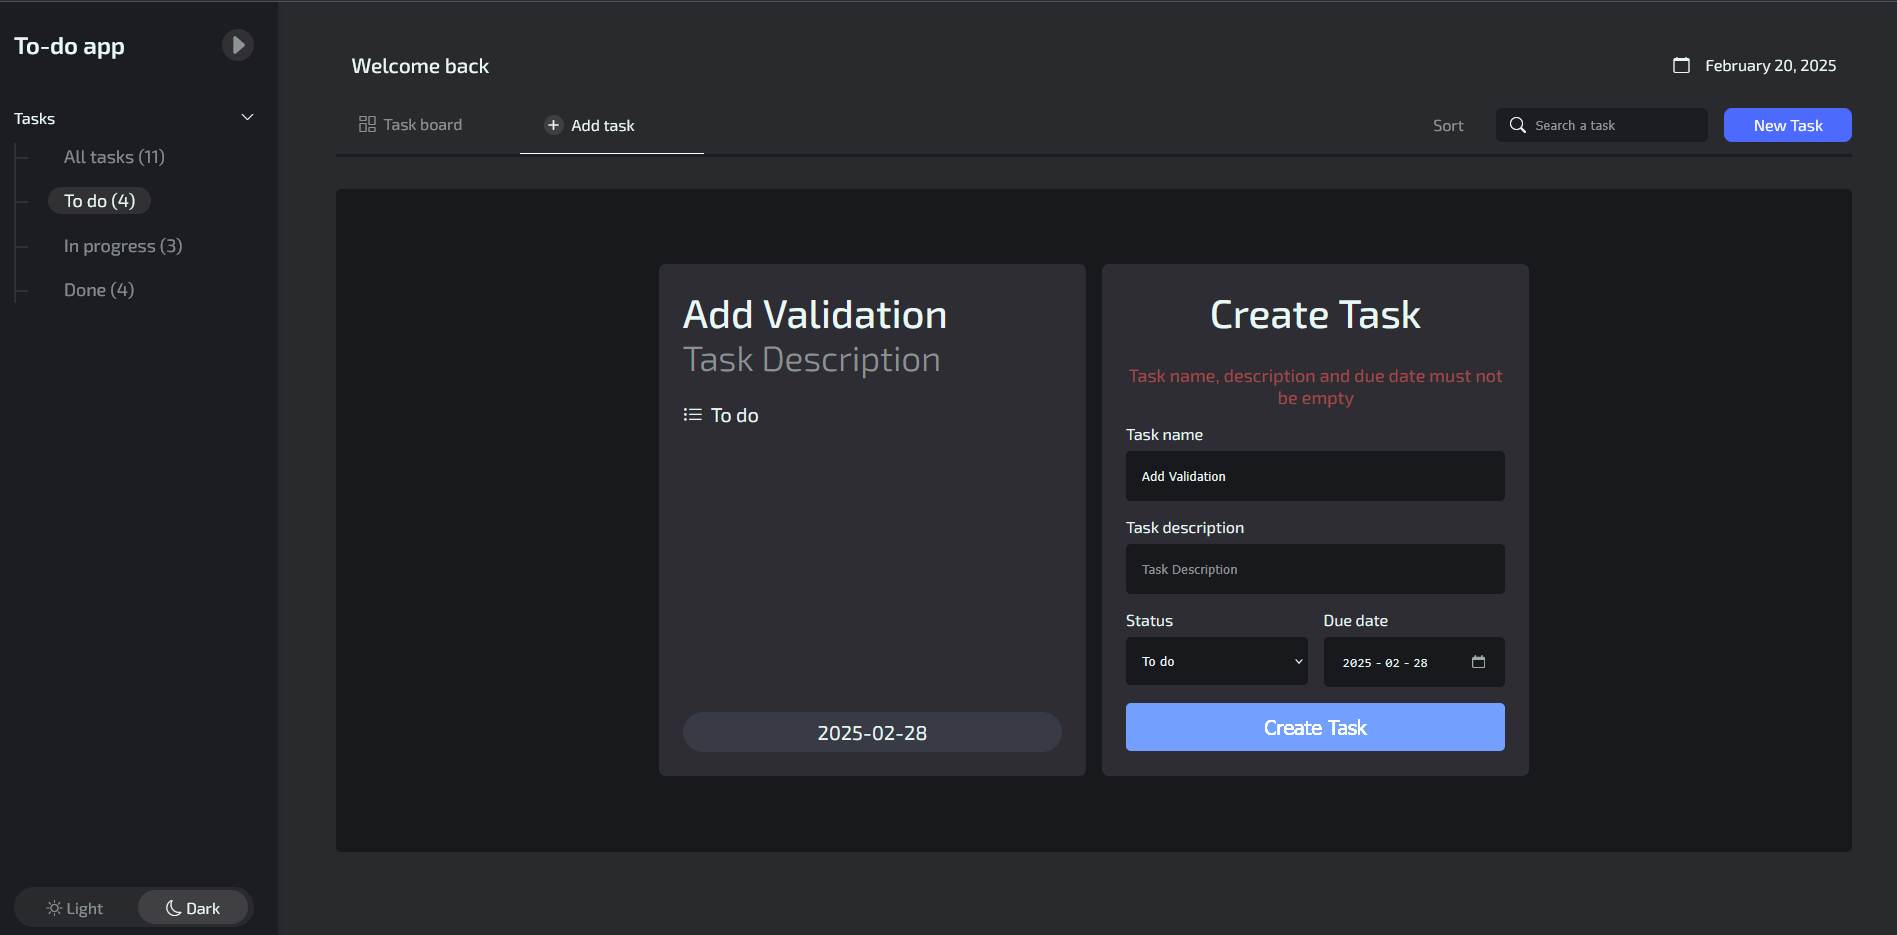 To-do app
Tasks
All tasks (11)
To do (4)
In progress (3)
Done (4)
Light
Dark
Welcome back
February 20, 2025
Task board
Add task
Sort
Search a task
New Task
Add Validation
Task Description
To do
2025-02-28
Create Task
Task name, description and due date must not
be empty
Task name
Add Validation
Task description
Task Description
Status
Due date
To do
2025-02-28
Create Task